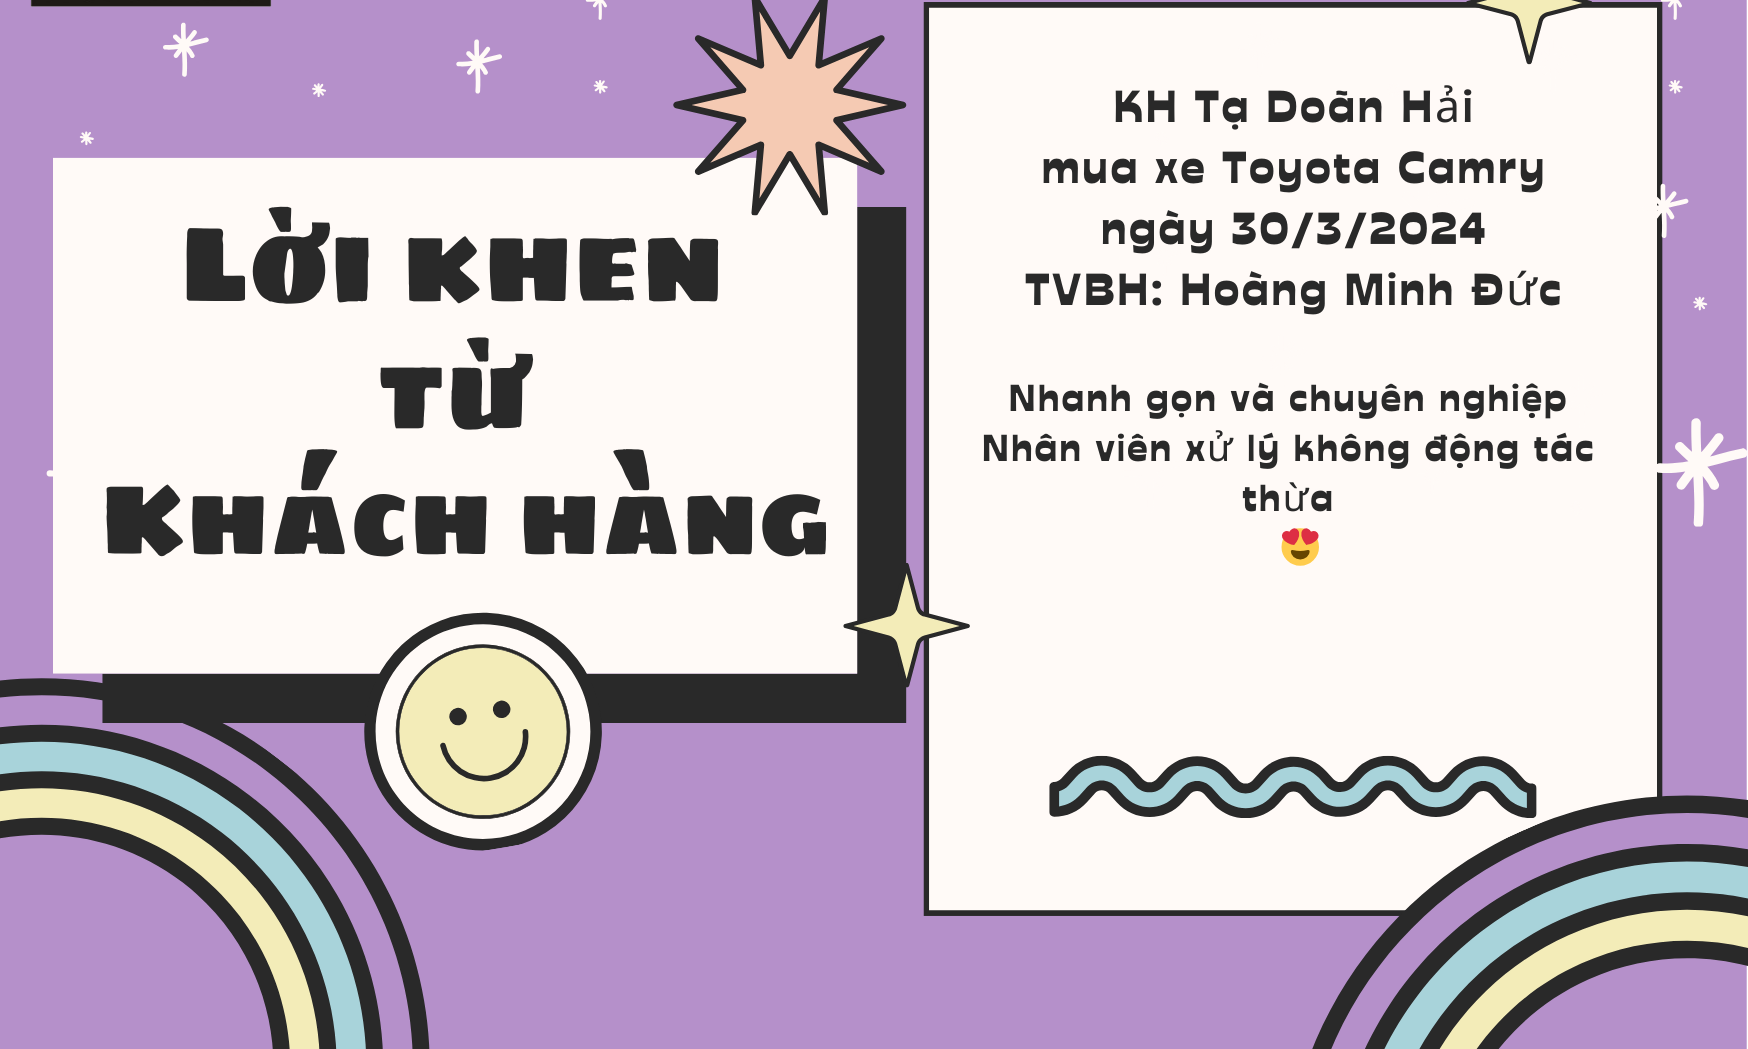 LỜI KHEN
TỪ
KHÁCH HÀNG
KH Tạ Doãn Hải
mua xe Toyota Camry
ngày 30/3/2024
TVBH: Hoàng Minh Đức
Nhanh gọn và chuyên nghiệp
Nhân viên xử lý không động tác
thừa
😍